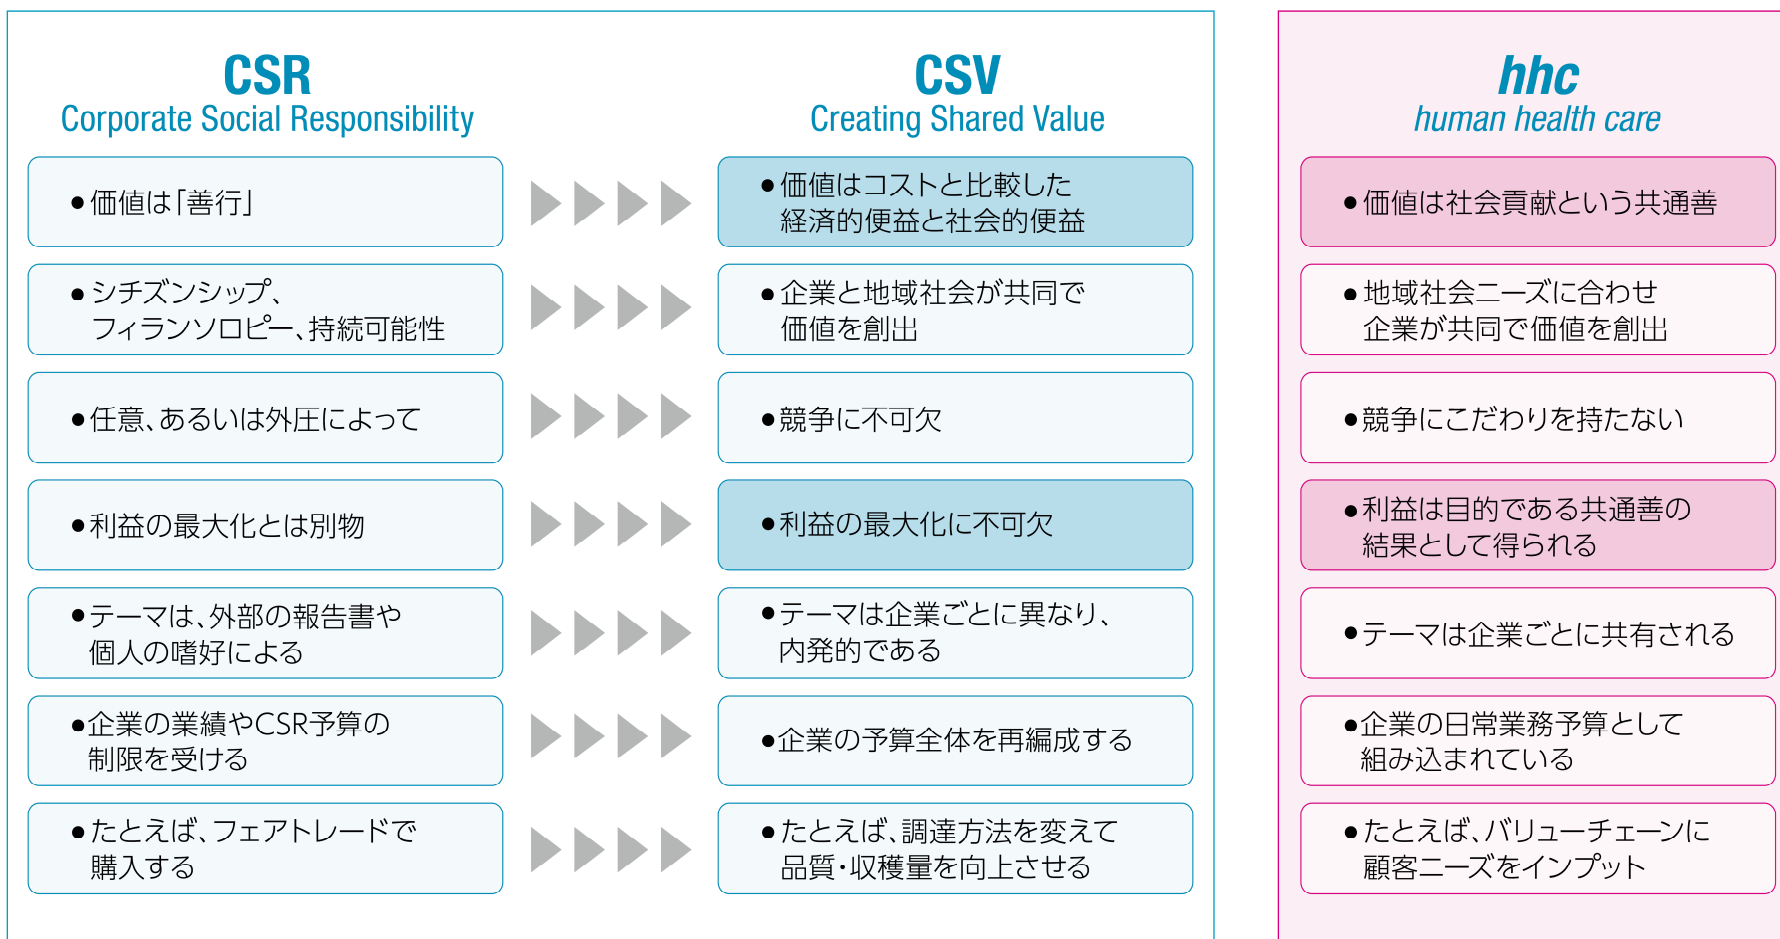 CSR
Corporate Social Responsibility
●価値は「善行」
●シチズンシップ、
フィランソロピー、持続可能性
●任意、あるいは外圧によって
●利益の最大化とは別物
●テーマは、外部の報告書や
個人の嗜好による
●企業の業績やCSR予算の
制限を受ける
●たとえば、フェアトレードで
購入する
CSV
Creating Shared Value
●価値はコストと比較した
経済的便益と社会的便益
●企業と地域社会が共同で
価値を創出
●競争に不可欠
●利益の最大化に不可欠
●テーマは企業ごとに異なり、
内発的である
●企業の予算全体を再編成する
●たとえば、調達方法を変えて
品質・収穫量を向上させる
hhc
human health care
●価値は社会貢献という共通善
●地域社会ニーズに合わせ
企業が共同で価値を創出
●競争にこだわりを持たない
●利益は目的である共通善の
結果として得られる
●テーマは企業ごとに共有される
●企業の日常業務予算として
組み込まれている
●たとえば、バリューチェーンに
顧客ニーズをインプット